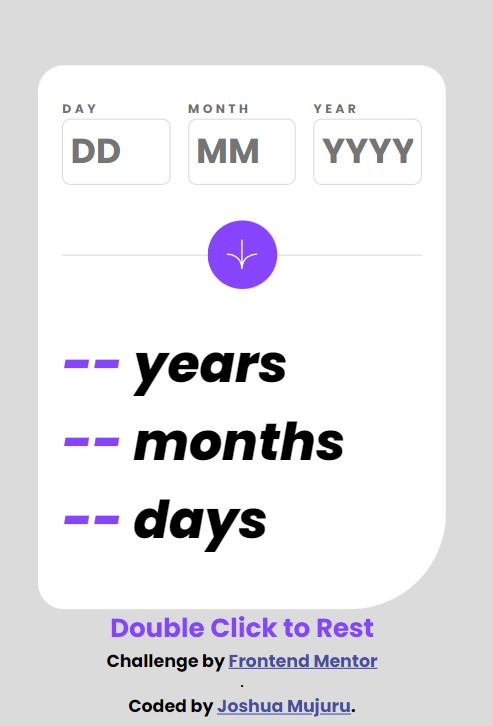 DAY MONTH YEAR
DD MM YYYY
-- years
-- months
-- days
Double Click to Rest
Challenge by Frontend Mentor
.
Coded by Joshua Mujuru.